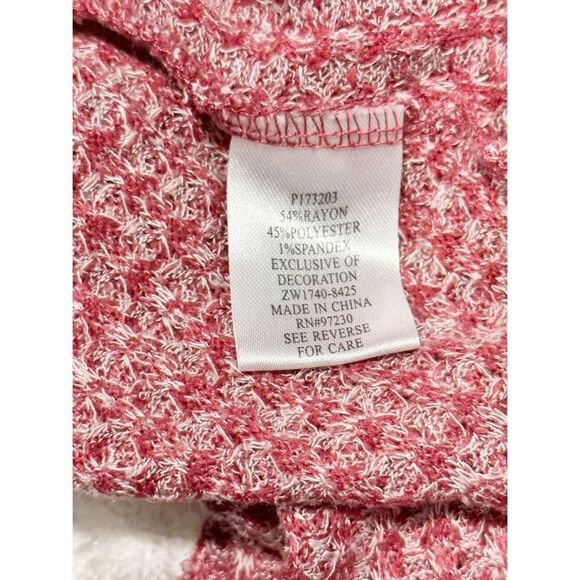 P173203
54%RAYON
45%POLYESTER
1%SPANDEX
EXCLUSIVE OF
DECORATION
ZW1740-8425
MADE IN CHINA
RN#97230
SEE REVERSE
FOR CARE